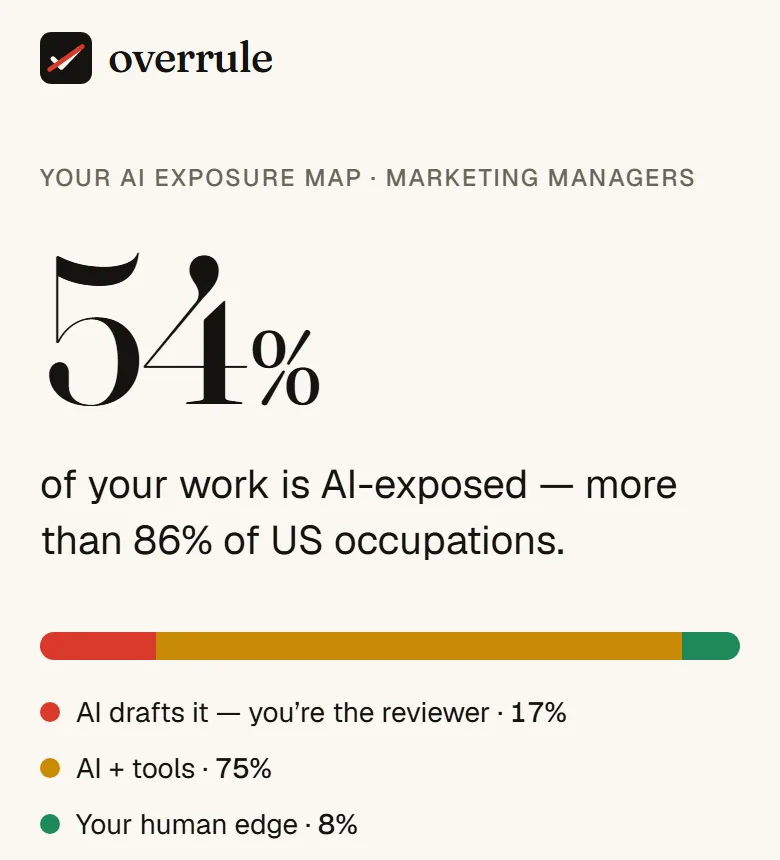 overrule
YOUR AI EXPOSURE MAP · MARKETING MANAGERS
54%
of your work is AI-exposed — more
than 86% of US occupations.
AI drafts it — you’re the reviewer · 17%
AI + tools · 75%
Your human edge · 8%